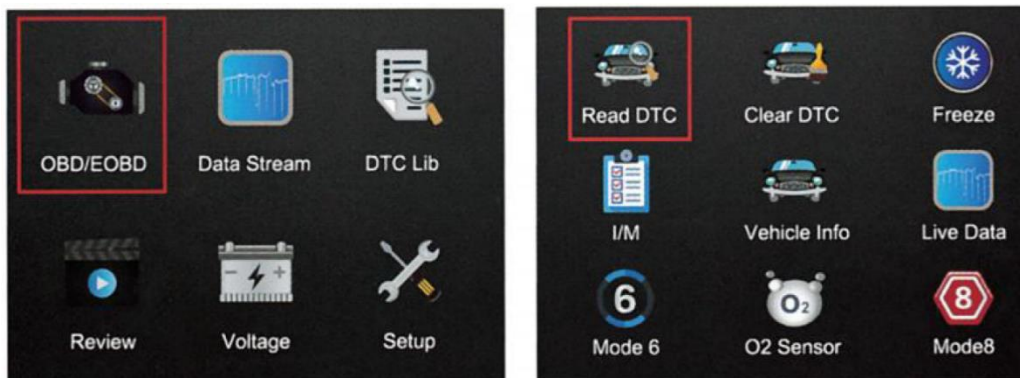 OBD/EOBD Data Stream DTC Lib
Review Voltage Setup
Read DTC Clear DTC Freeze
I/M Vehicle Info Live Data
6
O2
8
Mode 6 O2 Sensor Mode8